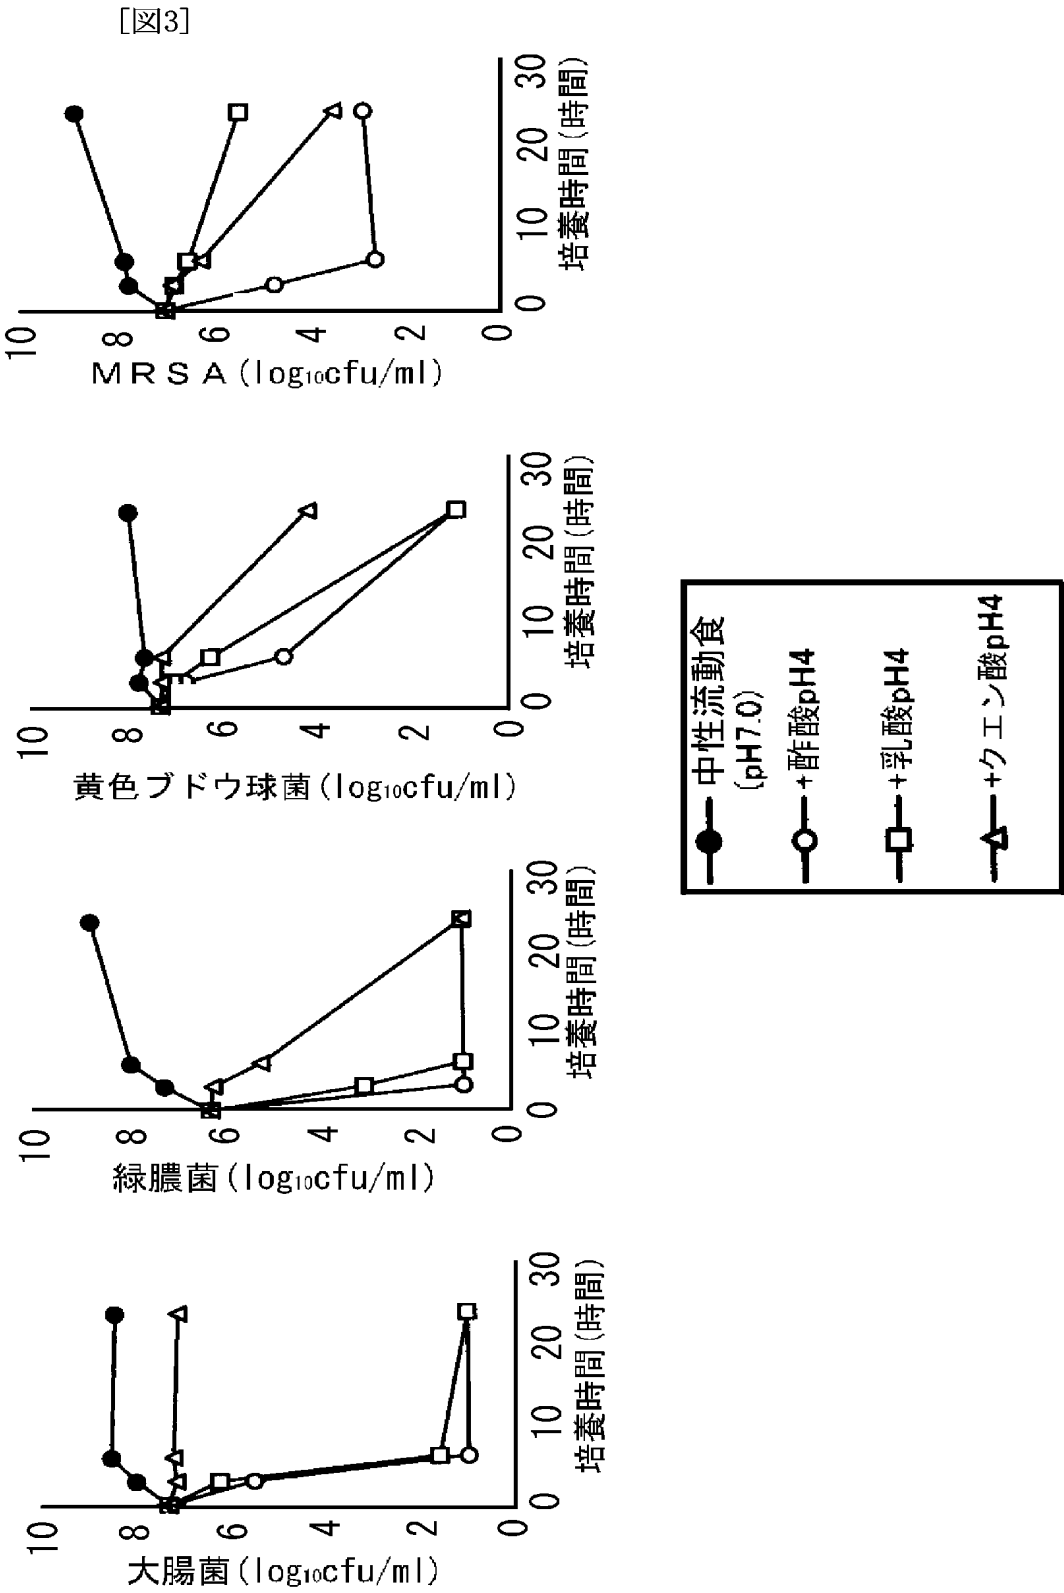 [図3]
10
8
6
4
2
0
MRSA(log₁₀cfu/ml)
0
10
20
30
培養時間(時間)
10
8
6
4
2
0
黄色ブドウ球菌(log₁₀cfu/ml)
0
10
20
30
培養時間(時間)
10
8
6
4
2
0
緑膿菌(log₁₀cfu/ml)
0
10
20
30
培養時間(時間)
10
8
6
4
2
0
大腸菌(log₁₀cfu/ml)
0
10
20
30
培養時間(時間)
中性流動食
(pH7.0)
+酢酸pH4
+乳酸pH4
+クエン酸pH4